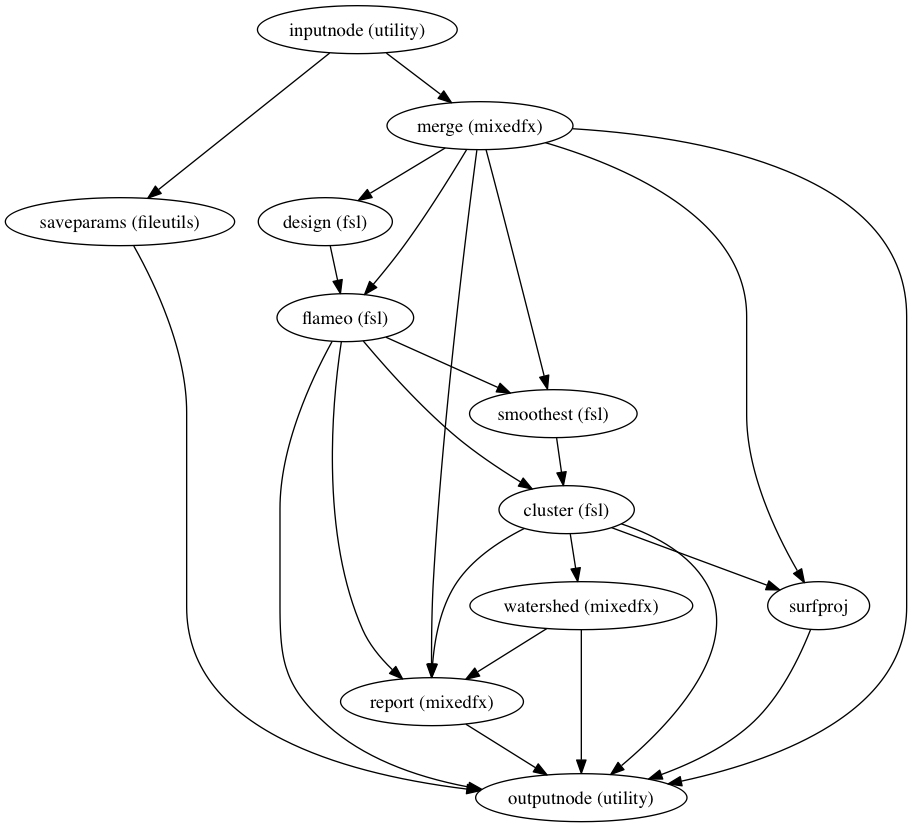 inputnode (utility)
merge (mixedfx)
saveparams (fileutils)
design (fsl)
flameo (fsl)
smoothest (fsl)
cluster (fsl)
watershed (mixedfx)
surfproj
report (mixedfx)
outputnode (utility)